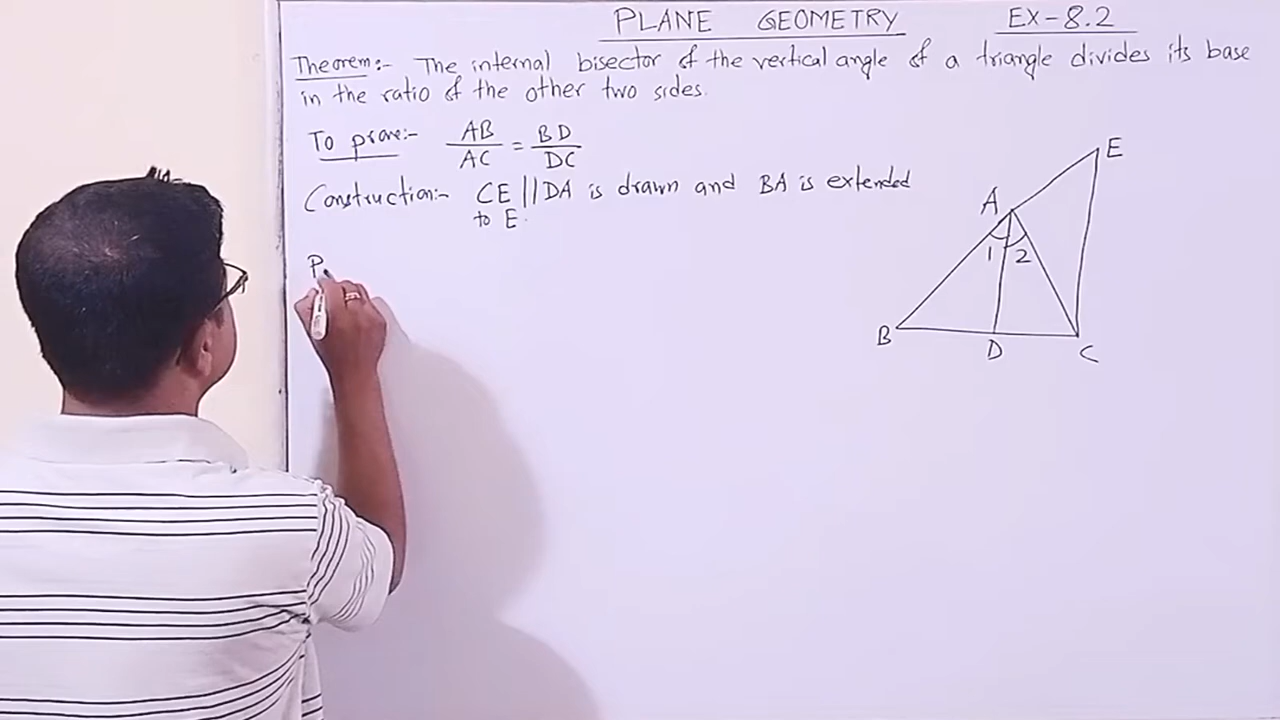 PLANE GEOMETRY EX-8.2
Theorem:- The internal bisector of the vertical angle of a triangle divides its base
in the ratio of the other two sides.
To prove:- AB/AC = BD/DC
Construction:- CE || DA is drawn and BA is extended
to E.
P
E
A
1 2
B
D
C